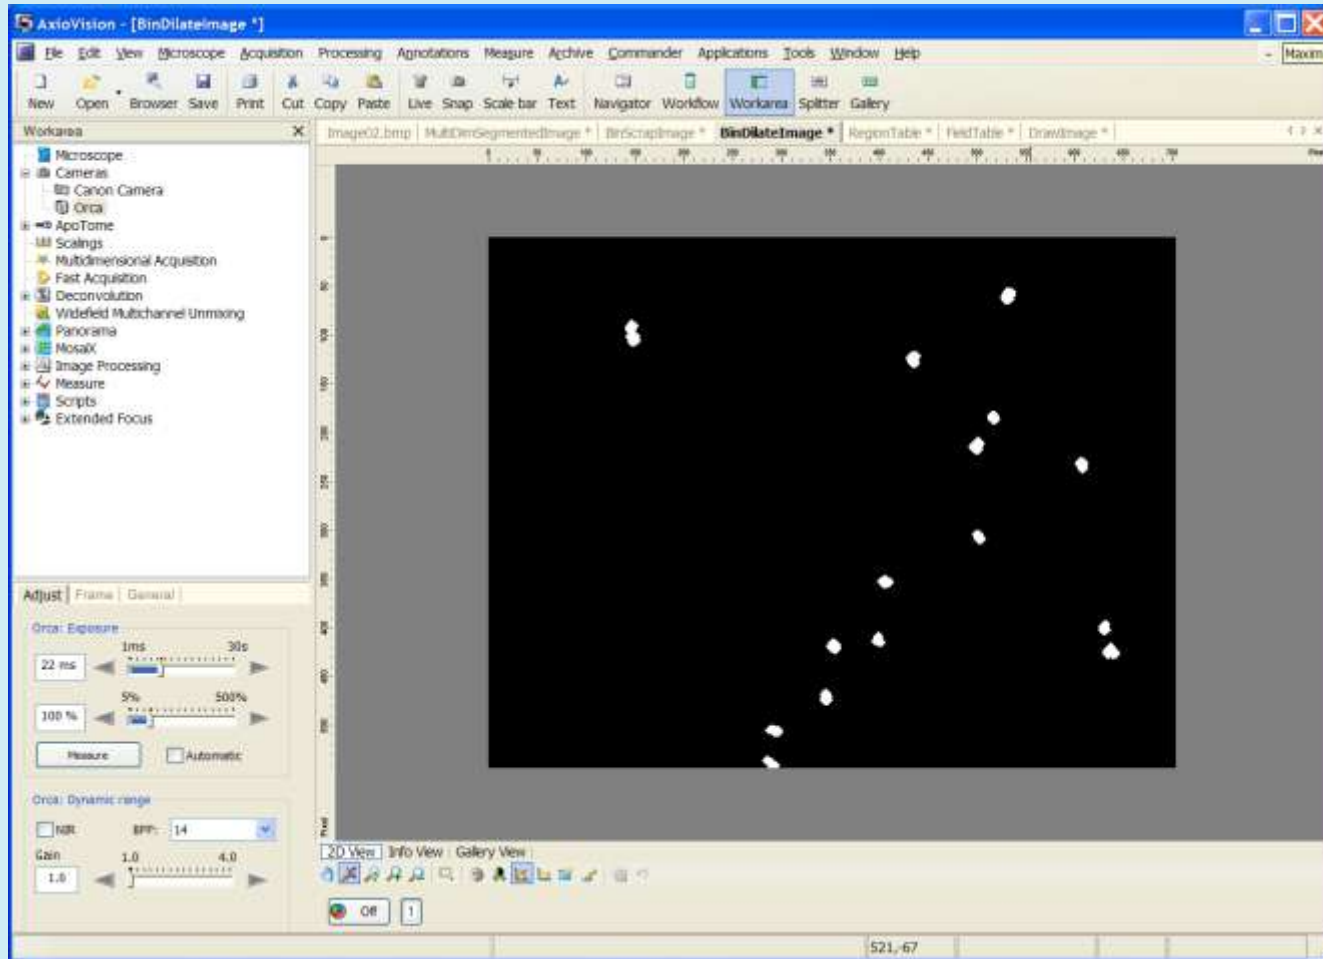 AxioVision - [BinDilateImage *]
File Edit View Microscope Acquisition Processing Annotations Measure Archive Commander Applications Tools Window Help
Maxim
New Open Browser Save Print Cut Copy Paste Live Snap Scale bar Text Navigator Workflow Workarea Splitter Gallery
Workarea
Image02.bmp MultiDimSegmentedImage * BinScrapImage * BinDilateImage * RegionTable * FieldTable * DrawImage *
Microscope
Cameras
Canon Camera
Orca
ApoTome
Scalings
Multidimensional Acquisition
Fast Acquisition
Deconvolution
Widefield Multichannel Unmixing
Panorama
MosaiX
Image Processing
Measure
Scripts
Extended Focus
Adjust Frame General
Orca: Exposure
1ms 30s
22 ms
5% 500%
100 %
Measure Automatic
Orca: Dynamic range
NIR BPP: 14
Gain 1.0 4.0
1.0
2D View Info View Gallery View
Off 1
521,-67